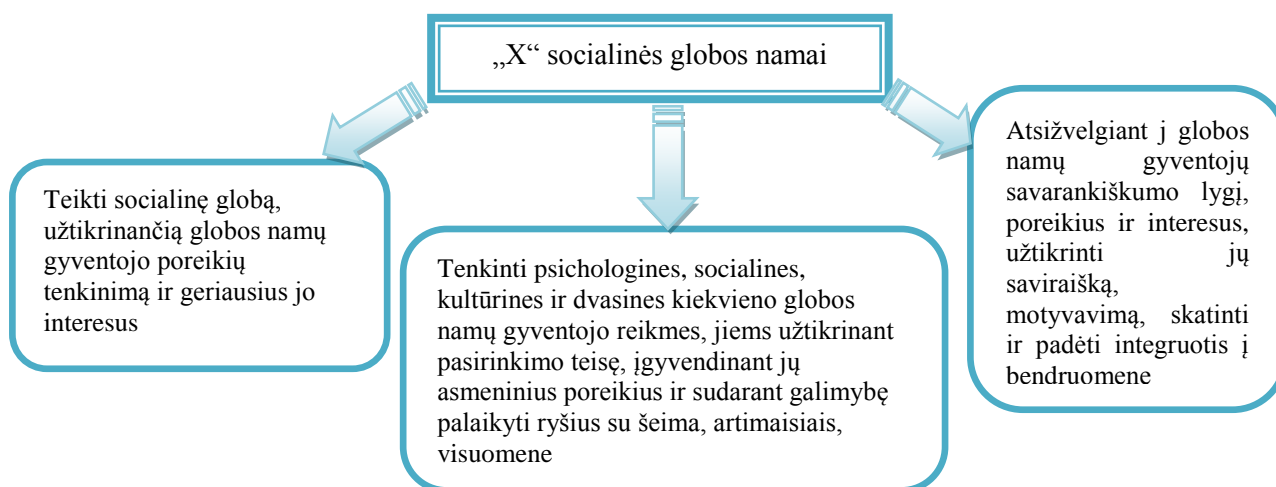 „X“ socialinės globos namai
Teikti socialinę globą,
užtikrinančią globos namų
gyventojo poreikių
tenkinimą ir geriausius jo
interesus
Tenkinti psichologines, socialines,
kultūrines ir dvasines kiekvieno globos
namų gyventojo reikmes, jiems užtikrinant
pasirinkimo teisę, įgyvendinant jų
asmeninius poreikius ir sudarant galimybę
palaikyti ryšius su šeima, artimaisiais,
visuomene
Atsižvelgiant j globos
namų gyventojų
savarankiškumo lygį,
poreikius ir interesus,
užtikrinti jų
saviraišką,
motyvavimą, skatinti
ir padėti integruotis į
bendruomene